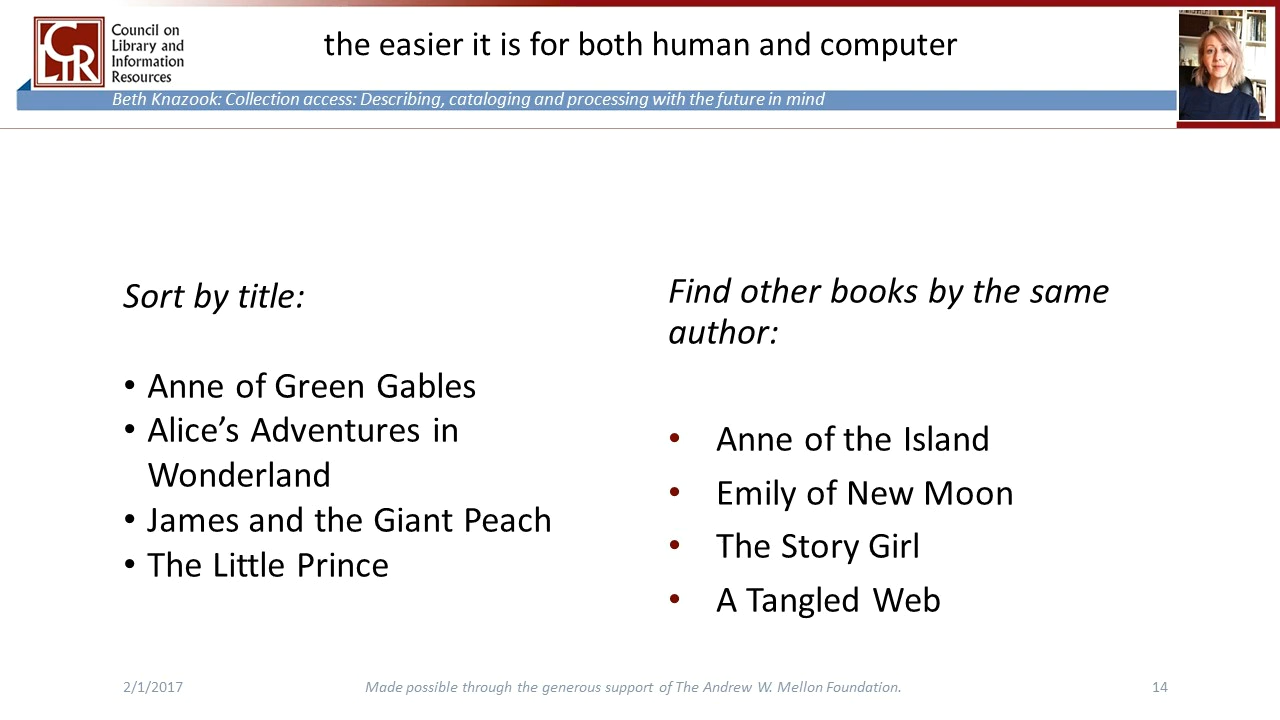 CLIR
Council on
Library and
Information
Resources
the easier it is for both human and computer
Beth Knazook: Collection access: Describing, cataloging and processing with the future in mind
Sort by title:
• Anne of Green Gables
• Alice’s Adventures in
Wonderland
• James and the Giant Peach
• The Little Prince
Find other books by the same
author:
• Anne of the Island
• Emily of New Moon
• The Story Girl
• A Tangled Web
2/1/2017
Made possible through the generous support of The Andrew W. Mellon Foundation.
14